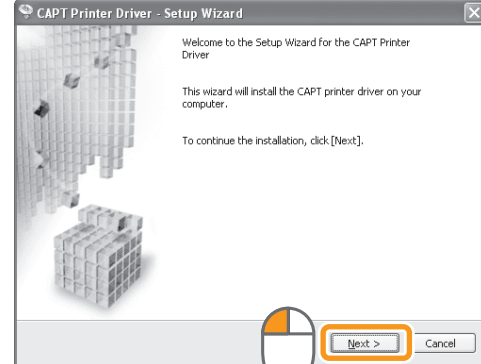 CAPT Printer Driver - Setup Wizard
Welcome to the Setup Wizard for the CAPT Printer
Driver
This wizard will install the CAPT printer driver on your
computer.
To continue the installation, click [Next].
Next > Cancel